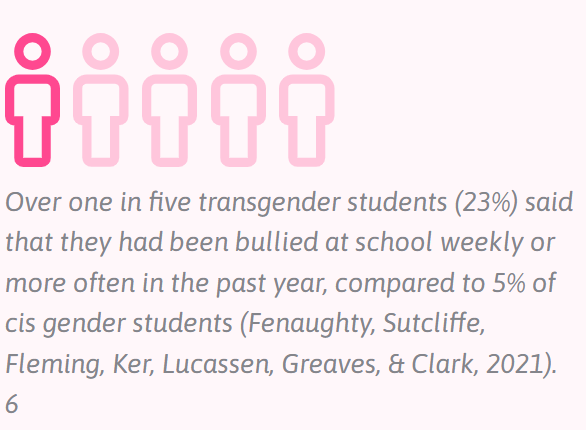 Over one in five transgender students (23%) said
that they had been bullied at school weekly or
more often in the past year, compared to 5% of
cis gender students (Fenaughty, Sutcliffe,
Fleming, Ker, Lucassen, Greaves, & Clark, 2021).
6